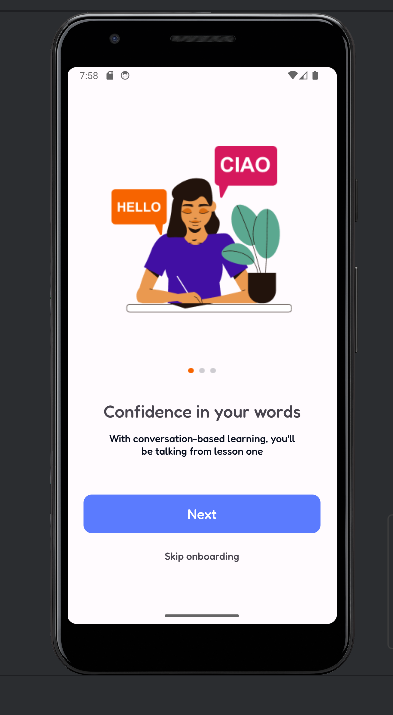 7:58
CIAO
HELLO
Confidence in your words
With conversation-based learning, you'll
be talking from lesson one
Next
Skip onboarding